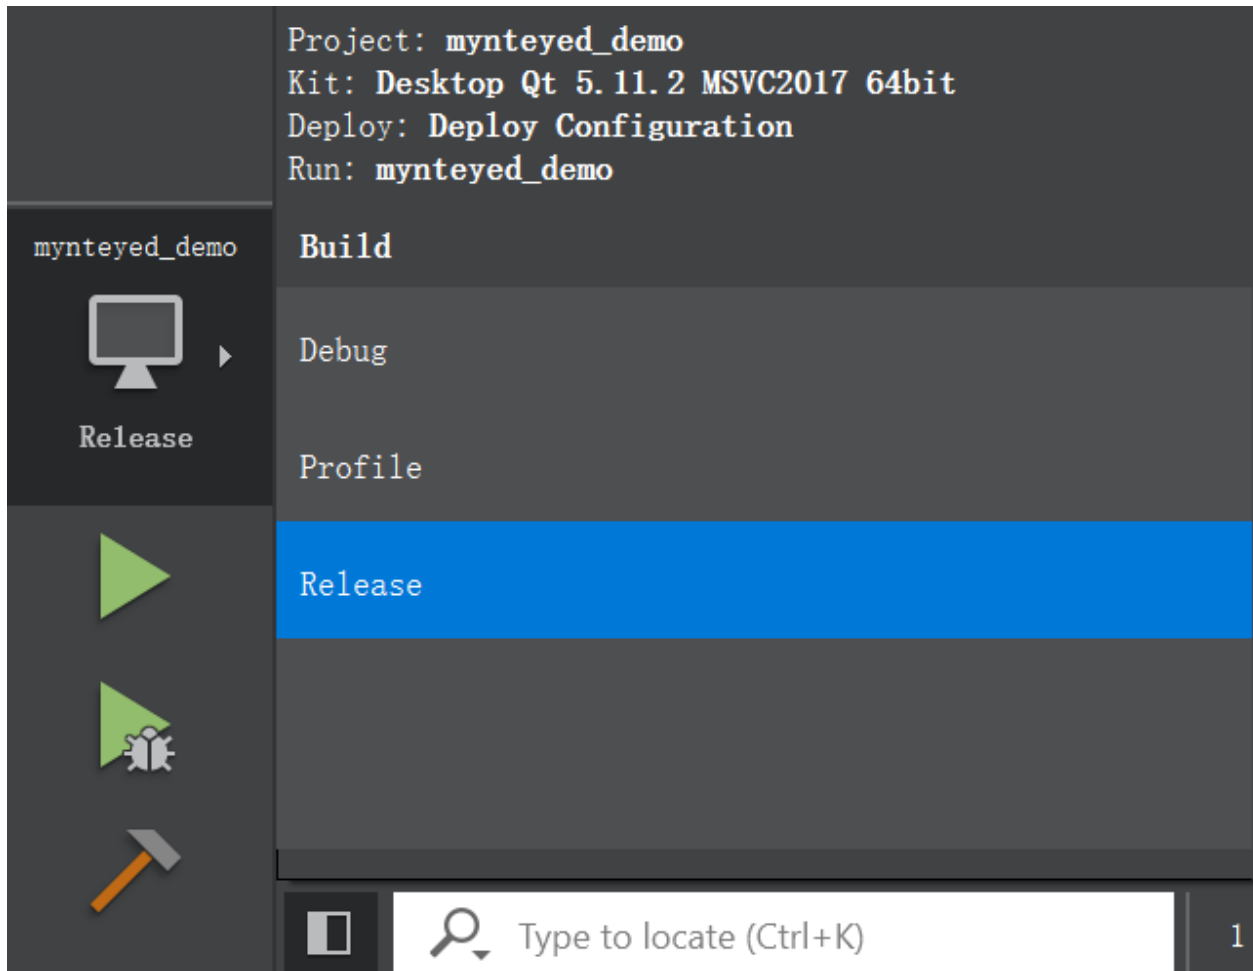 Project: mynteyed_demo
Kit: Desktop Qt 5.11.2 MSVC2017 64bit
Deploy: Deploy Configuration
Run: mynteyed_demo
mynteyed_demo
Release
Build
Debug
Profile
Release
Type to locate (Ctrl+K)
1